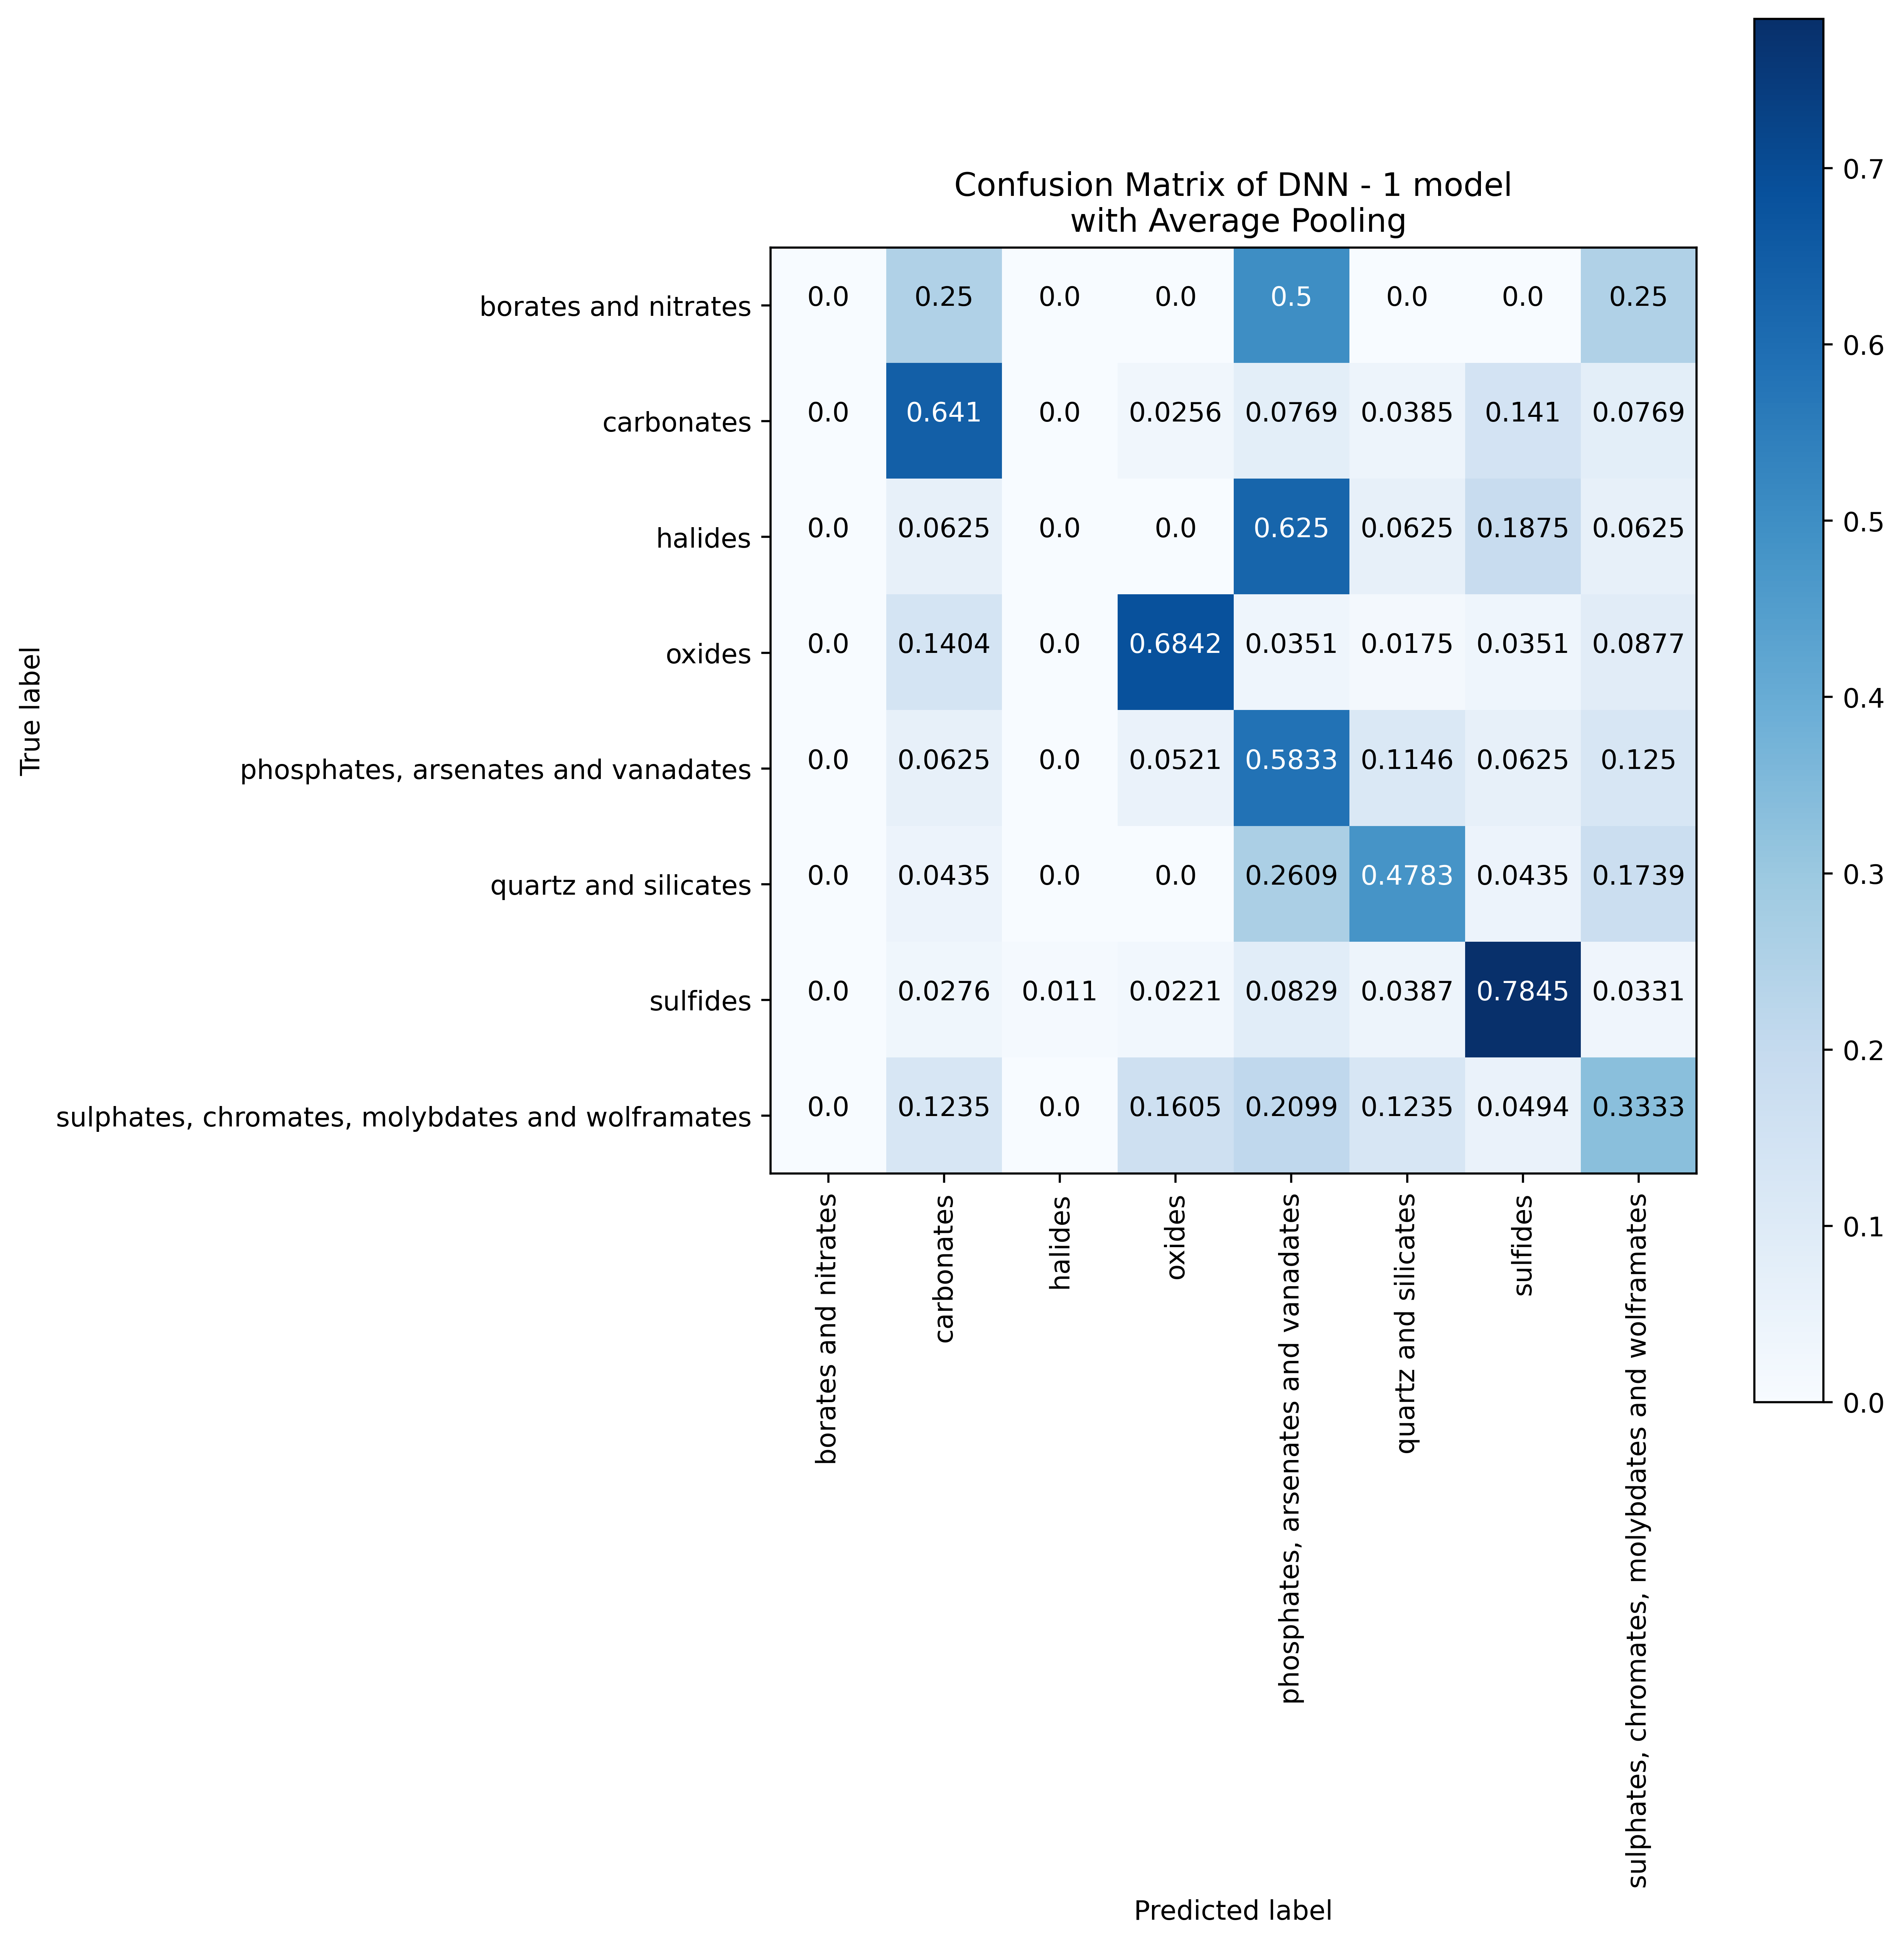 Confusion Matrix of DNN - 1 model
with Average Pooling
True label
borates and nitrates 0.0 0.25 0.0 0.0 0.5 0.0 0.0 0.25
carbonates 0.0 0.641 0.0 0.0256 0.0769 0.0385 0.141 0.0769
halides 0.0 0.0625 0.0 0.0 0.625 0.0625 0.1875 0.0625
oxides 0.0 0.1404 0.0 0.6842 0.0351 0.0175 0.0351 0.0877
phosphates, arsenates and vanadates 0.0 0.0625 0.0 0.0521 0.5833 0.1146 0.0625 0.125
quartz and silicates 0.0 0.0435 0.0 0.0 0.2609 0.4783 0.0435 0.1739
sulfides 0.0 0.0276 0.011 0.0221 0.0829 0.0387 0.7845 0.0331
sulphates, chromates, molybdates and wolframates 0.0 0.1235 0.0 0.1605 0.2099 0.1235 0.0494 0.3333
borates and nitrates
carbonates
halides
oxides
phosphates, arsenates and vanadates
quartz and silicates
sulfides
sulphates, chromates, molybdates and wolframates
Predicted label
0.7
0.6
0.5
0.4
0.3
0.2
0.1
0.0